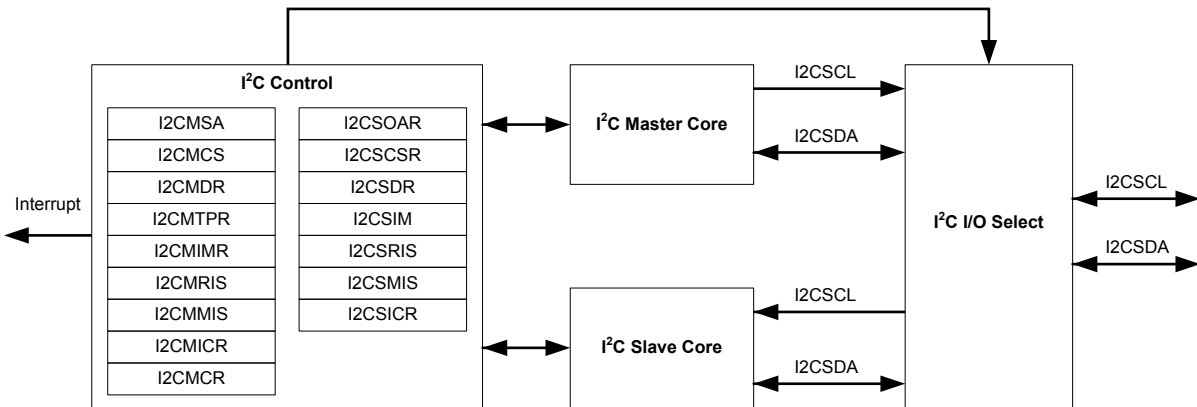 I²C Control
I2CMSA
I2CMCS
I2CMDR
I2CMTPR
I2CMIMR
I2CMRIS
I2CMMIS
I2CMICR
I2CMCR
I2CSOAR
I2CSCSR
I2CSDR
I2CSIM
I2CSRIS
I2CSMIS
I2CSICR
Interrupt
I²C Master Core
I2CSCL
I2CSDA
I²C Slave Core
I2CSCL
I2CSDA
I²C I/O Select
I2CSCL
I2CSDA